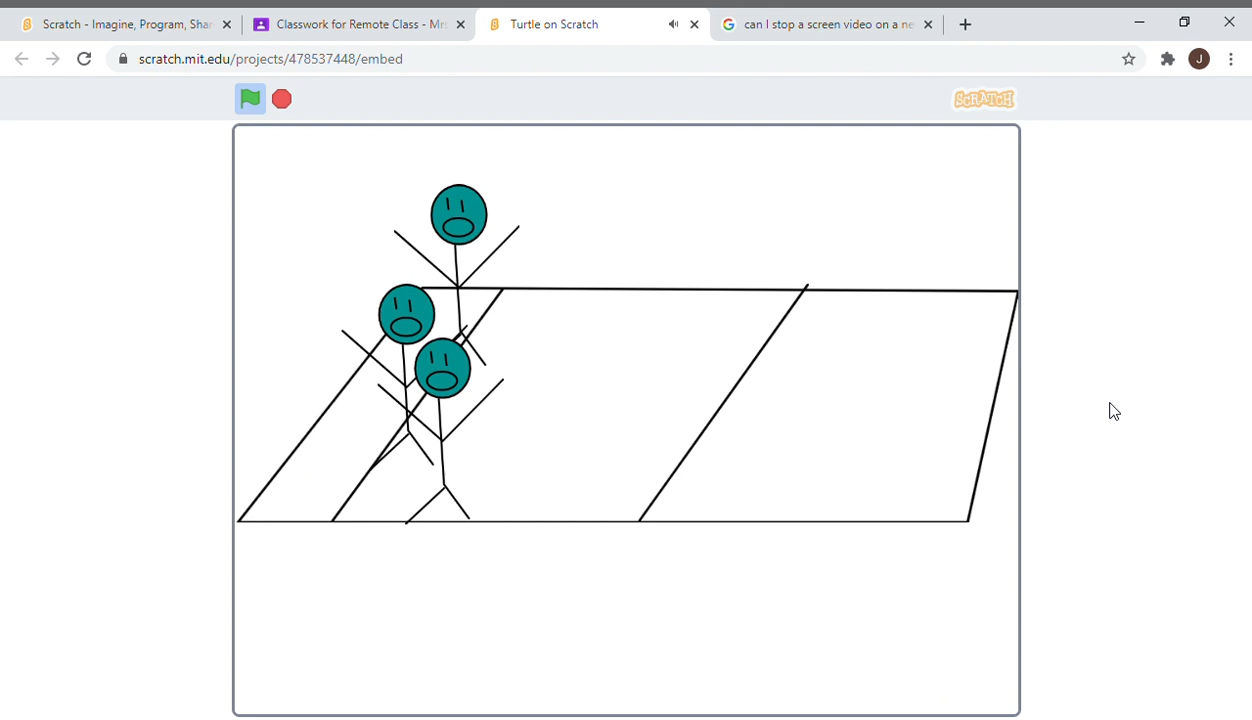 Scratch - Imagine, Program, Shar
Classwork for Remote Class - Mr
Turtle on Scratch
can I stop a screen video on a ne
scratch.mit.edu/projects/478537448/embed
J
SCRATCH